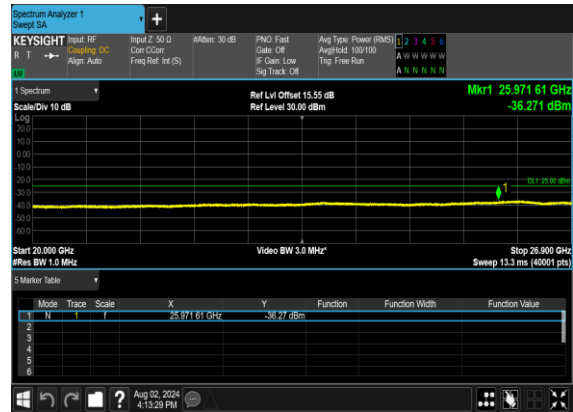 Spectrum Analyzer 1
Swept SA
+
KEYSIGHT Input: RF Input Z: 50 Ω #Atten: 30 dB PNO: Fast Avg Type: Power (RMS) 1 2 3 4 5 6
R T Coupling: DC Corr CCorr Gate: Off Avg|Hold: 100/100 A W W W W W
Align: Auto Freq Ref: Int (S) IF Gain: Low Trig: Free Run
LW Sig Track: Off A N N N N N
1 Spectrum Ref Lvl Offset 15.55 dB Mkr1 25.971 61 GHz
Scale/Div 10 dB Ref Level 30.00 dBm -36.271 dBm
Log
20.0
10.0
0.00
-10.0
-20.0
DL1 -25.00 dBm
1
-30.0
-40.0
-50.0
-60.0
Start 20.000 GHz Video BW 3.0 MHz* Stop 26.900 GHz
#Res BW 1.0 MHz Sweep 13.3 ms (40001 pts)
5 Marker Table
Mode Trace Scale X Y Function Function Width Function Value
1 N 1 f 25.971 61 GHz -36.27 dBm
2
3
4
5
6
? Aug 02, 2024
4:13:29 PM